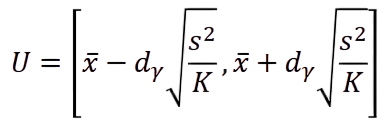 U = [x̄ − d_γ √(s²/K), x̄ + d_γ √(s²/K)]